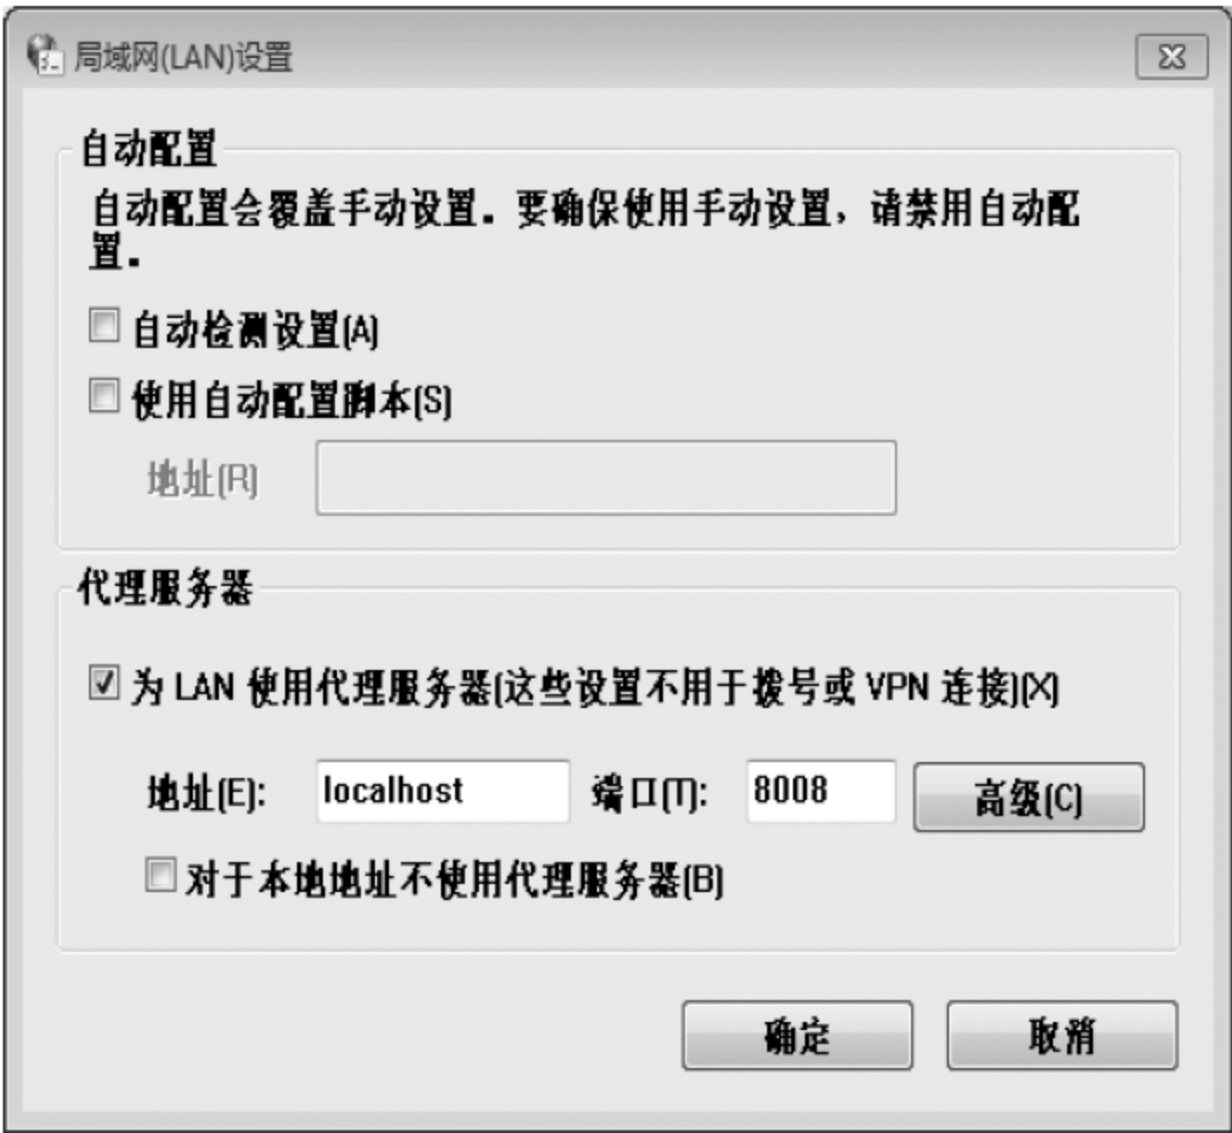 局域网(LAN)设置
自动配置
自动配置会覆盖手动设置。要确保使用手动设置，请禁用自动配
置。
自动检测设置(A)
使用自动配置脚本(S)
地址(R)
代理服务器
为 LAN 使用代理服务器(这些设置不用于拨号或 VPN 连接)(X)
地址(E): localhost 端口(T): 8008 高级(C)
对于本地地址不使用代理服务器(B)
确定 取消